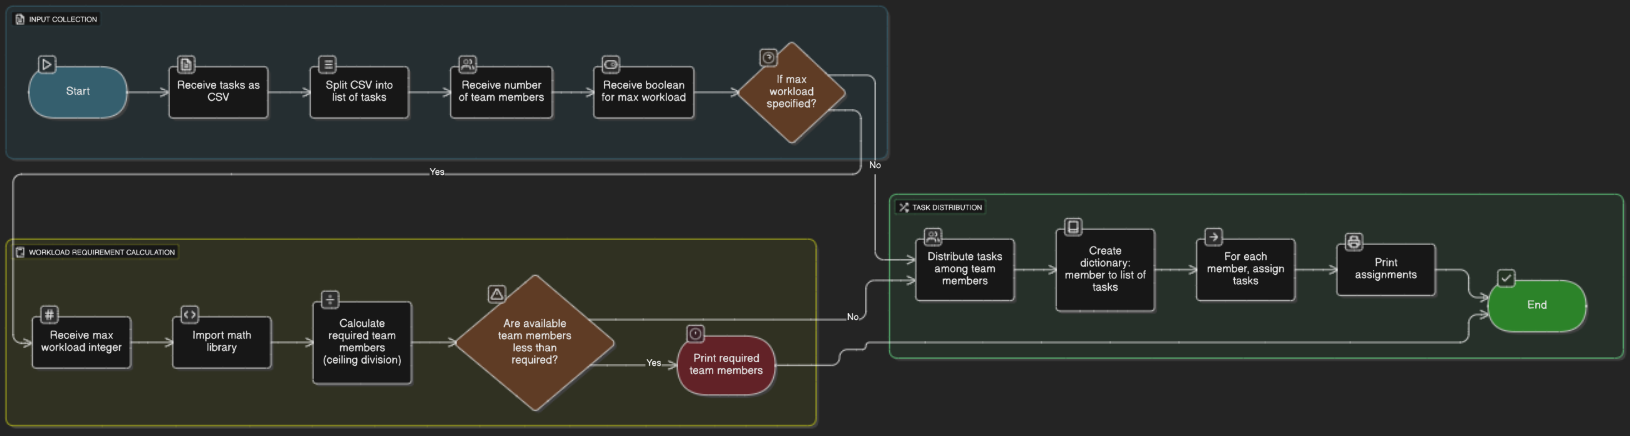 INPUT COLLECTION
Start
Receive tasks as
CSV
Split CSV into
list of tasks
Receive number
of team members
Receive boolean
for max workload
If max
workload
specified?
No
Yes
TASK DISTRIBUTION
Distribute tasks
among team
members
Create
dictionary:
member to list of
tasks
For each
member, assign
tasks
Print
assignments
End
WORKLOAD REQUIREMENT CALCULATION
Receive max
workload integer
Import math
library
Calculate
required team
members
(ceiling division)
Are available
team members
less than
required?
No
Yes
Print required
team members